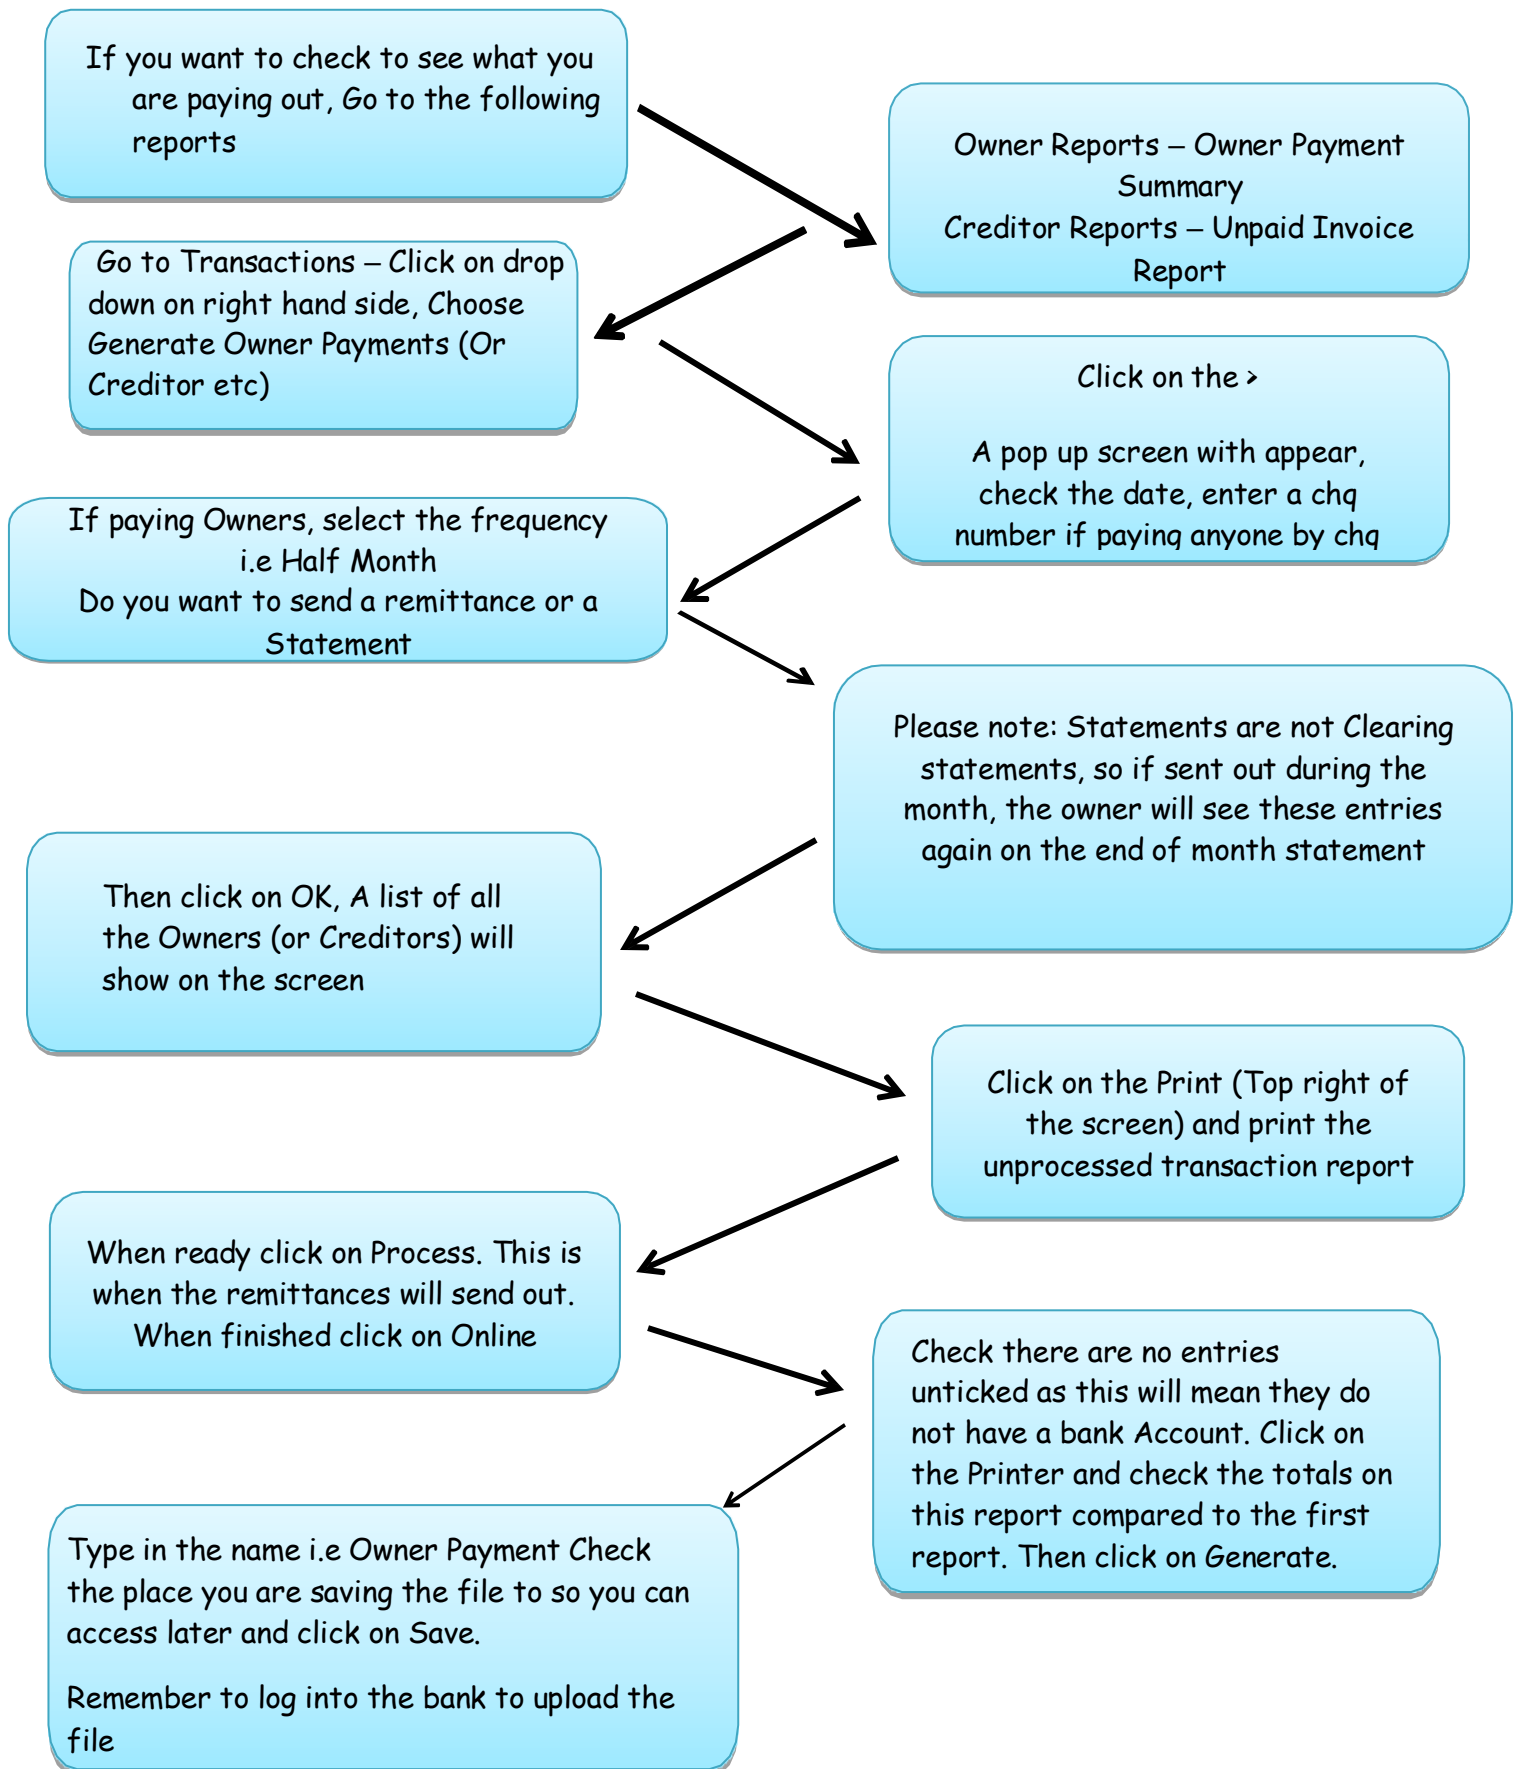 If you want to check to see what you
are paying out, Go to the following
reports
Owner Reports – Owner Payment
Summary
Creditor Reports – Unpaid Invoice
Report
Go to Transactions – Click on drop
down on right hand side, Choose
Generate Owner Payments (Or
Creditor etc)
Click on the >
A pop up screen with appear,
check the date, enter a chq
number if paying anyone by chq
If paying Owners, select the frequency
i.e Half Month
Do you want to send a remittance or a
Statement
Please note: Statements are not Clearing
statements, so if sent out during the
month, the owner will see these entries
again on the end of month statement
Then click on OK, A list of all
the Owners (or Creditors) will
show on the screen
Click on the Print (Top right of
the screen) and print the
unprocessed transaction report
When ready click on Process. This is
when the remittances will send out.
When finished click on Online
Check there are no entries
unticked as this will mean they do
not have a bank Account. Click on
the Printer and check the totals on
this report compared to the first
report. Then click on Generate.
Type in the name i.e Owner Payment Check
the place you are saving the file to so you can
access later and click on Save.
Remember to log into the bank to upload the
file